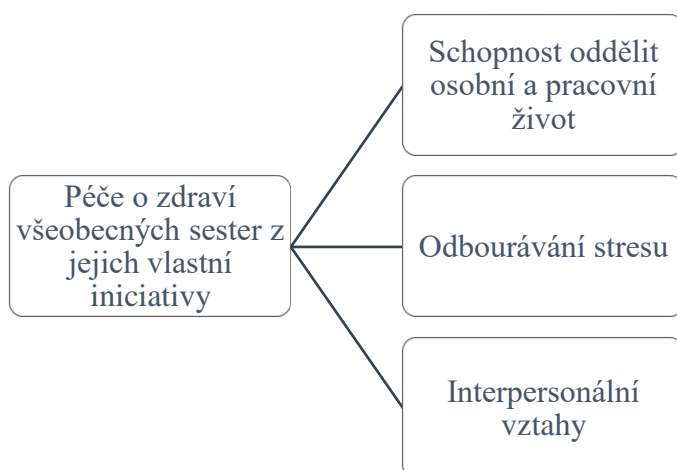 Schopnost oddělit
osobní a pracovní
život
Péče o zdraví
všeobecných sester z
jejich vlastní
iniciativy
Odbourávání stresu
Interpersonální
vztahy